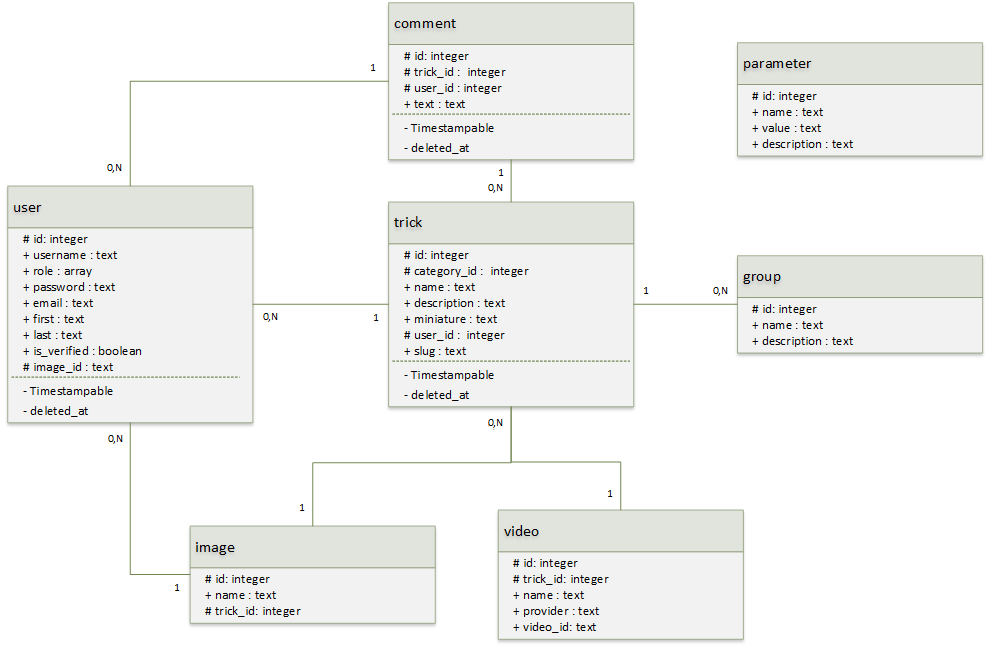 comment
# id: integer
# trick_id :  integer
# user_id : integer
+ text : text
- Timestampable
- deleted_at
parameter
# id: integer
+ name : text
+ value : text
+ description : text
1
0,N
1
0,N
user
# id: integer
+ username : text
+ role : array
+ password : text
+ email : text
+ first : text
+ last : text
+ is_verified : boolean
# image_id : text
- Timestampable
- deleted_at
0,N
1
trick
# id: integer
# category_id :  integer
+ name : text
+ description : text
+ miniature : text
# user_id :  integer
+ slug : text
- Timestampable
- deleted_at
1
0,N
group
# id: integer
+ name : text
+ description : text
0,N
0,N
1
1
1
image
# id: integer
+ name : text
# trick_id: integer
video
# id: integer
# trick_id: integer
+ name : text
+ provider : text
+ video_id: text